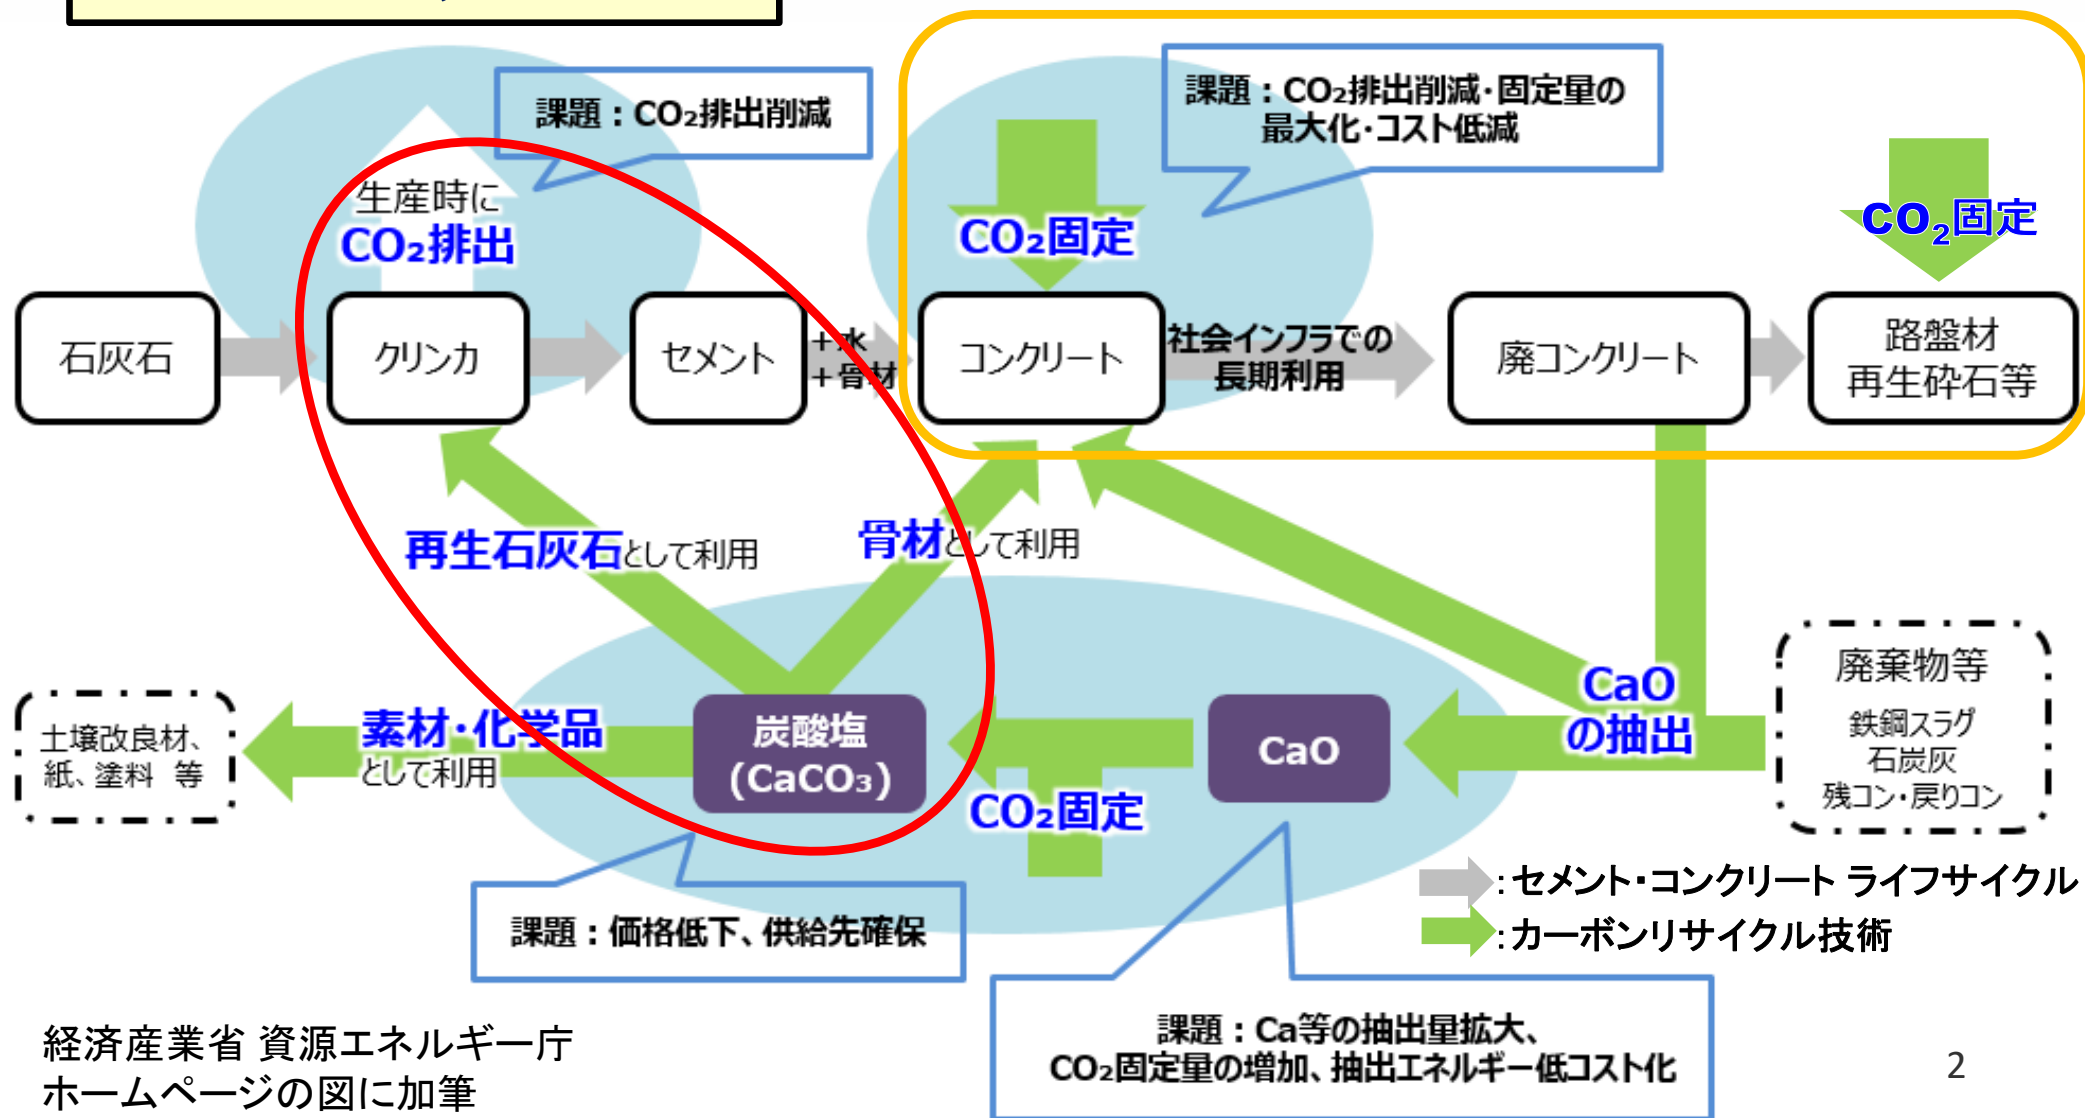 課題：CO₂排出削減
課題：CO₂排出削減・固定量の
最大化・コスト低減
生産時に
CO₂排出
CO₂固定
CO₂固定
石灰石
クリンカ
セメント
＋水
＋骨材
コンクリート
社会インフラでの
長期利用
廃コンクリート
路盤材
再生砕石等
再生石灰石として利用
骨材として利用
土壌改良材、
紙、塗料 等
素材・化学品
として利用
炭酸塩
(CaCO₃)
CO₂固定
CaO
CaO
の抽出
廃棄物等
鉄鋼スラグ
石炭灰
残コン・戻りコン
：セメント・コンクリート ライフサイクル
：カーボンリサイクル技術
課題：価格低下、供給先確保
課題：Ca等の抽出量拡大、
CO₂固定量の増加、抽出エネルギー低コスト化
経済産業省 資源エネルギー庁
ホームページの図に加筆
2